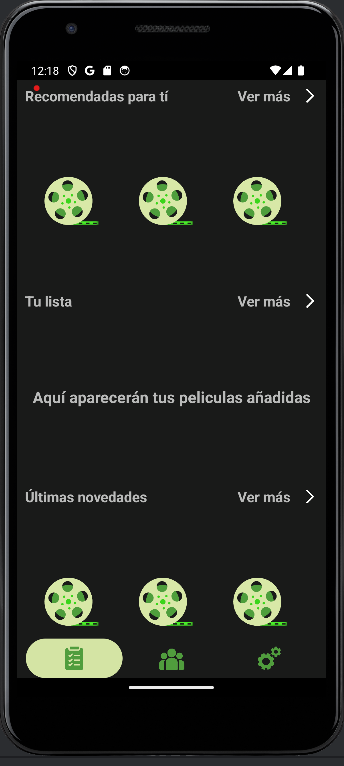 12:18 G
Recomendadas para tí Ver más
Tu lista Ver más
Aquí aparecerán tus peliculas añadidas
Últimas novedades Ver más